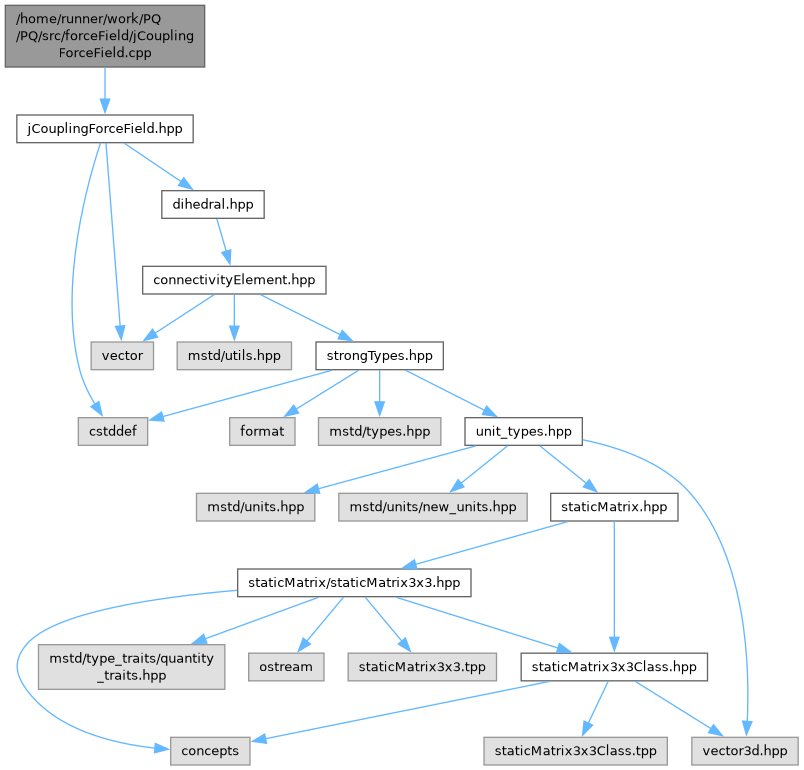 /home/runner/work/PQ
/PQ/src/forceField/jCoupling
ForceField.cpp
jCouplingForceField.hpp
dihedral.hpp
connectivityElement.hpp
vector
mstd/utils.hpp
strongTypes.hpp
cstddef
format
mstd/types.hpp
unit_types.hpp
mstd/units.hpp
mstd/units/new_units.hpp
staticMatrix.hpp
staticMatrix/staticMatrix3x3.hpp
mstd/type_traits/quantity
_traits.hpp
ostream
staticMatrix3x3.tpp
staticMatrix3x3Class.hpp
concepts
staticMatrix3x3Class.tpp
vector3d.hpp